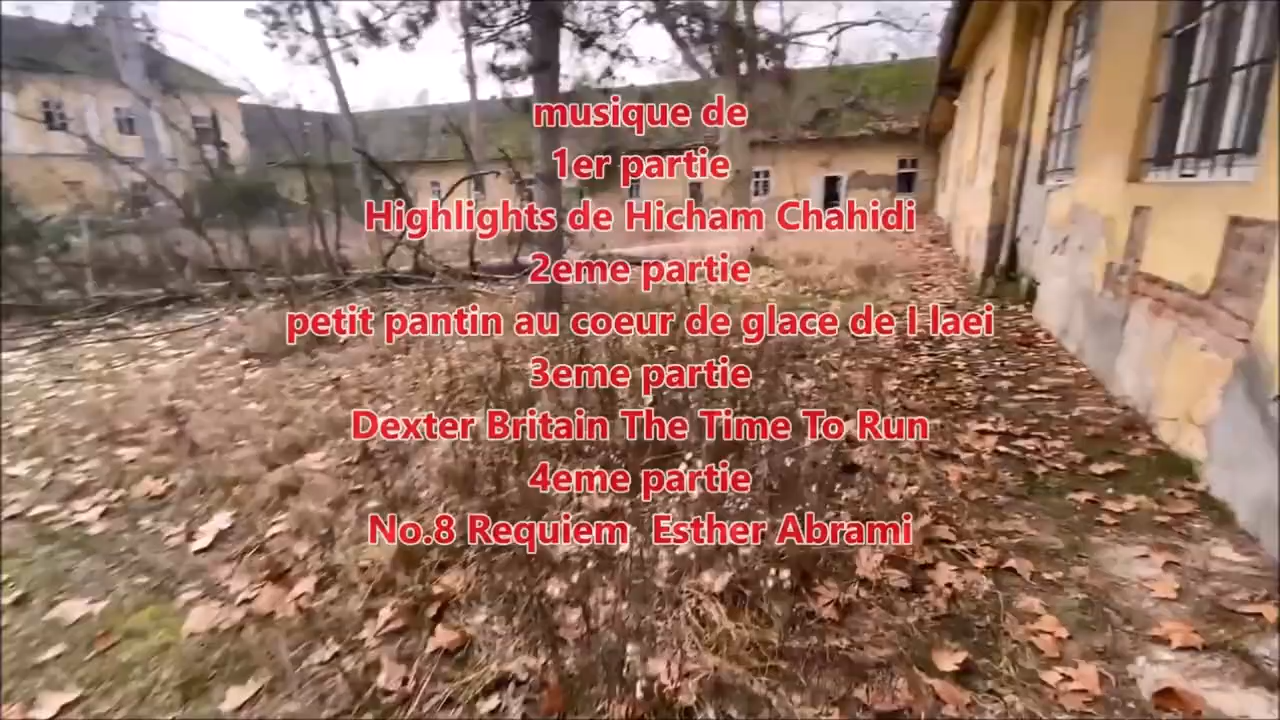 musique de
1er partie
Highlights de Hicham Chahidi
2eme partie
petit pantin au coeur de glace de I laei
3eme partie
Dexter Britain The Time To Run
4eme partie
No.8 Requiem  Esther Abrami